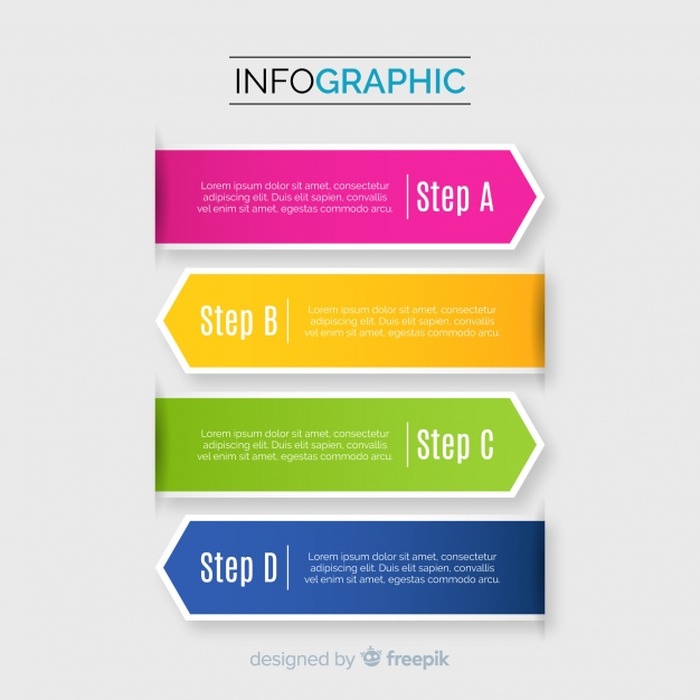 INFOGRAPHIC
Lorem ipsum dolor sit amet, consectetur
adipiscing elit. Duis elit sapien, convallis
vel enim sit amet, egestas commodo arcu.
Step A
Step B
Lorem ipsum dolor sit amet, consectetur
adipiscing elit. Duis elit sapien, convallis
vel enim sit amet, egestas commodo arcu.
Lorem ipsum dolor sit amet, consectetur
adipiscing elit. Duis elit sapien, convallis
vel enim sit amet, egestas commodo arcu.
Step C
Step D
Lorem ipsum dolor sit amet, consectetur
adipiscing elit. Duis elit sapien, convallis
vel enim sit amet, egestas commodo arcu.
designed by freepik